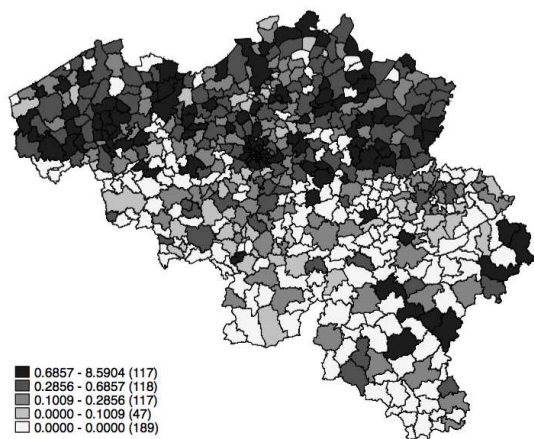 0.6857 - 8.5904 (117)
0.2856 - 0.6857 (118)
0.1009 - 0.2856 (117)
0.0000 - 0.1009 (47)
0.0000 - 0.0000 (189)